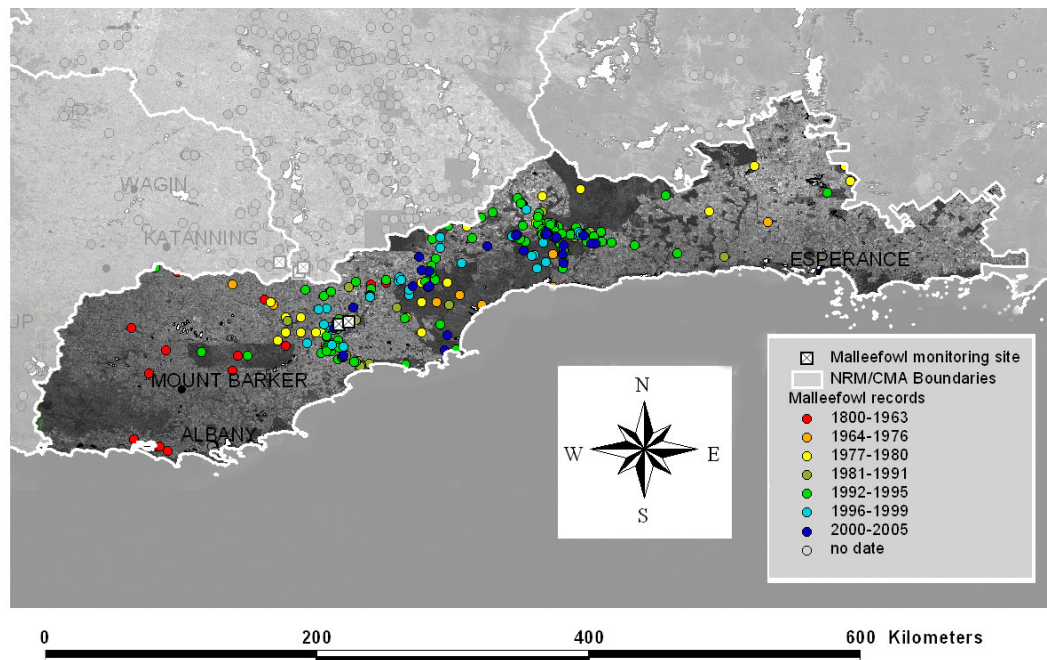 WAGIN
KATANNING
UP
ESPERANCE
MOUNT BARKER
ALBANY
N
W E
S
Malleefowl monitoring site
NRM/CMA Boundaries
Malleefowl records
1800-1963
1964-1976
1977-1980
1981-1991
1992-1995
1996-1999
2000-2005
no date
0 200 400 600 Kilometers